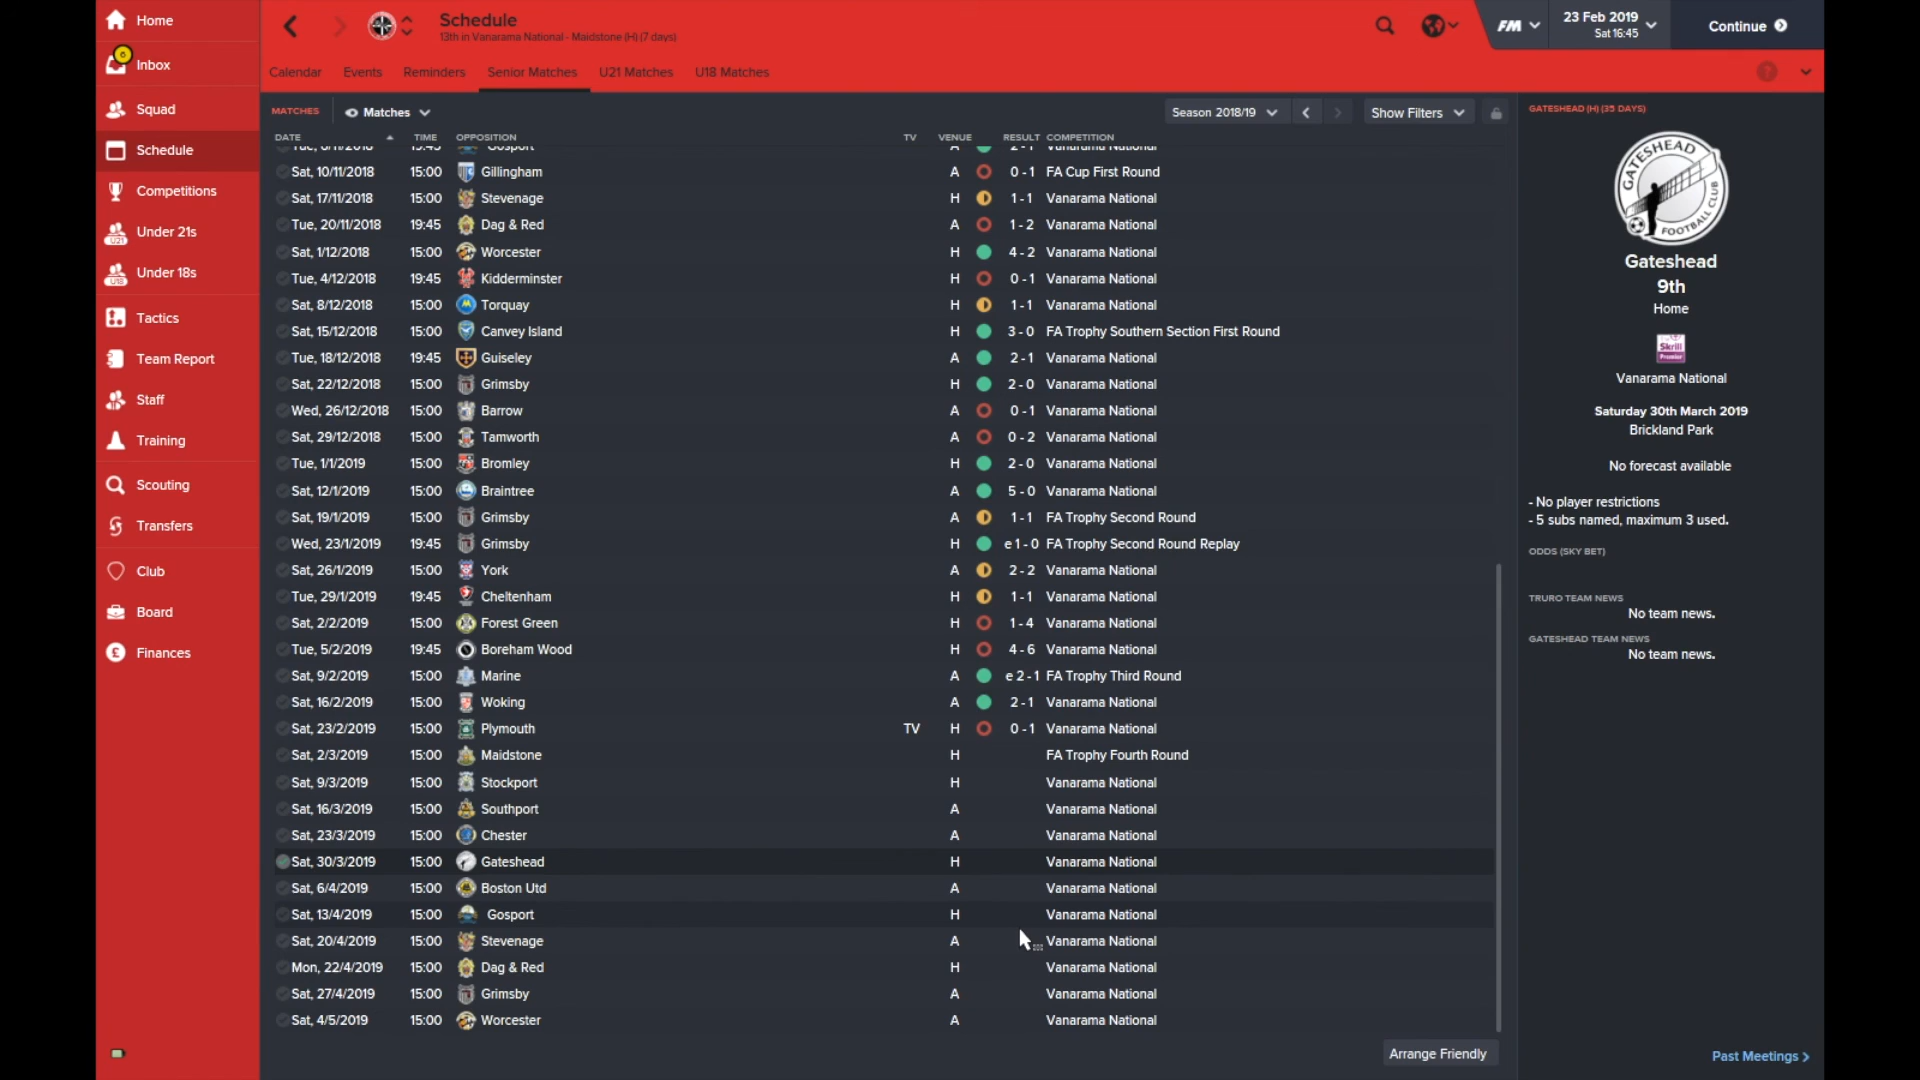 Home
Inbox
6
Squad
Schedule
Competitions
Under 21s
U21
Under 18s
U18
Tactics
Team Report
Staff
Training
Scouting
Transfers
Club
Board
Finances
Schedule
13th in Vanarama National - Maidstone (H) (7 days)
FM
23 Feb 2019
Sat 16:45
Continue
Calendar Events Reminders Senior Matches U21 Matches U18 Matches
MATCHES Matches Season 2018/19 Show Filters
DATE TIME OPPOSITION TV VENUE RESULT COMPETITION
Tue, 6/11/2018 19:45 Gosport A 2 - 1 Vanarama National
Sat, 10/11/2018 15:00 Gillingham A 0 - 1 FA Cup First Round
Sat, 17/11/2018 15:00 Stevenage H 1 - 1 Vanarama National
Tue, 20/11/2018 19:45 Dag & Red A 1 - 2 Vanarama National
Sat, 1/12/2018 15:00 Worcester H 4 - 2 Vanarama National
Tue, 4/12/2018 19:45 Kidderminster H 0 - 1 Vanarama National
Sat, 8/12/2018 15:00 Torquay H 1 - 1 Vanarama National
Sat, 15/12/2018 15:00 Canvey Island H 3 - 0 FA Trophy Southern Section First Round
Tue, 18/12/2018 19:45 Guiseley A 2 - 1 Vanarama National
Sat, 22/12/2018 15:00 Grimsby H 2 - 0 Vanarama National
Wed, 26/12/2018 15:00 Barrow A 0 - 1 Vanarama National
Sat, 29/12/2018 15:00 Tamworth A 0 - 2 Vanarama National
Tue, 1/1/2019 15:00 Bromley H 2 - 0 Vanarama National
Sat, 12/1/2019 15:00 Braintree A 5 - 0 Vanarama National
Sat, 19/1/2019 15:00 Grimsby A 1 - 1 FA Trophy Second Round
Wed, 23/1/2019 19:45 Grimsby H e 1 - 0 FA Trophy Second Round Replay
Sat, 26/1/2019 15:00 York A 2 - 2 Vanarama National
Tue, 29/1/2019 19:45 Cheltenham H 1 - 1 Vanarama National
Sat, 2/2/2019 15:00 Forest Green H 1 - 4 Vanarama National
Tue, 5/2/2019 19:45 Boreham Wood H 4 - 6 Vanarama National
Sat, 9/2/2019 15:00 Marine A e 2 - 1 FA Trophy Third Round
Sat, 16/2/2019 15:00 Woking A 2 - 1 Vanarama National
Sat, 23/2/2019 15:00 Plymouth TV H 0 - 1 Vanarama National
Sat, 2/3/2019 15:00 Maidstone H FA Trophy Fourth Round
Sat, 9/3/2019 15:00 Stockport H Vanarama National
Sat, 16/3/2019 15:00 Southport A Vanarama National
Sat, 23/3/2019 15:00 Chester A Vanarama National
Sat, 30/3/2019 15:00 Gateshead H Vanarama National
Sat, 6/4/2019 15:00 Boston Utd A Vanarama National
Sat, 13/4/2019 15:00 Gosport H Vanarama National
Sat, 20/4/2019 15:00 Stevenage A Vanarama National
Mon, 22/4/2019 15:00 Dag & Red H Vanarama National
Sat, 27/4/2019 15:00 Grimsby A Vanarama National
Sat, 4/5/2019 15:00 Worcester A Vanarama National
Arrange Friendly
GATESHEAD (H) (35 DAYS)
GATESHEAD
FOOTBALL CLUB
Gateshead
9th
Home
Skrill
Premier
Vanarama National
Saturday 30th March 2019
Brickland Park
No forecast available
- No player restrictions
- 5 subs named, maximum 3 used.
ODDS (SKY BET)
TRURO TEAM NEWS
No team news.
GATESHEAD TEAM NEWS
No team news.
Past Meetings >